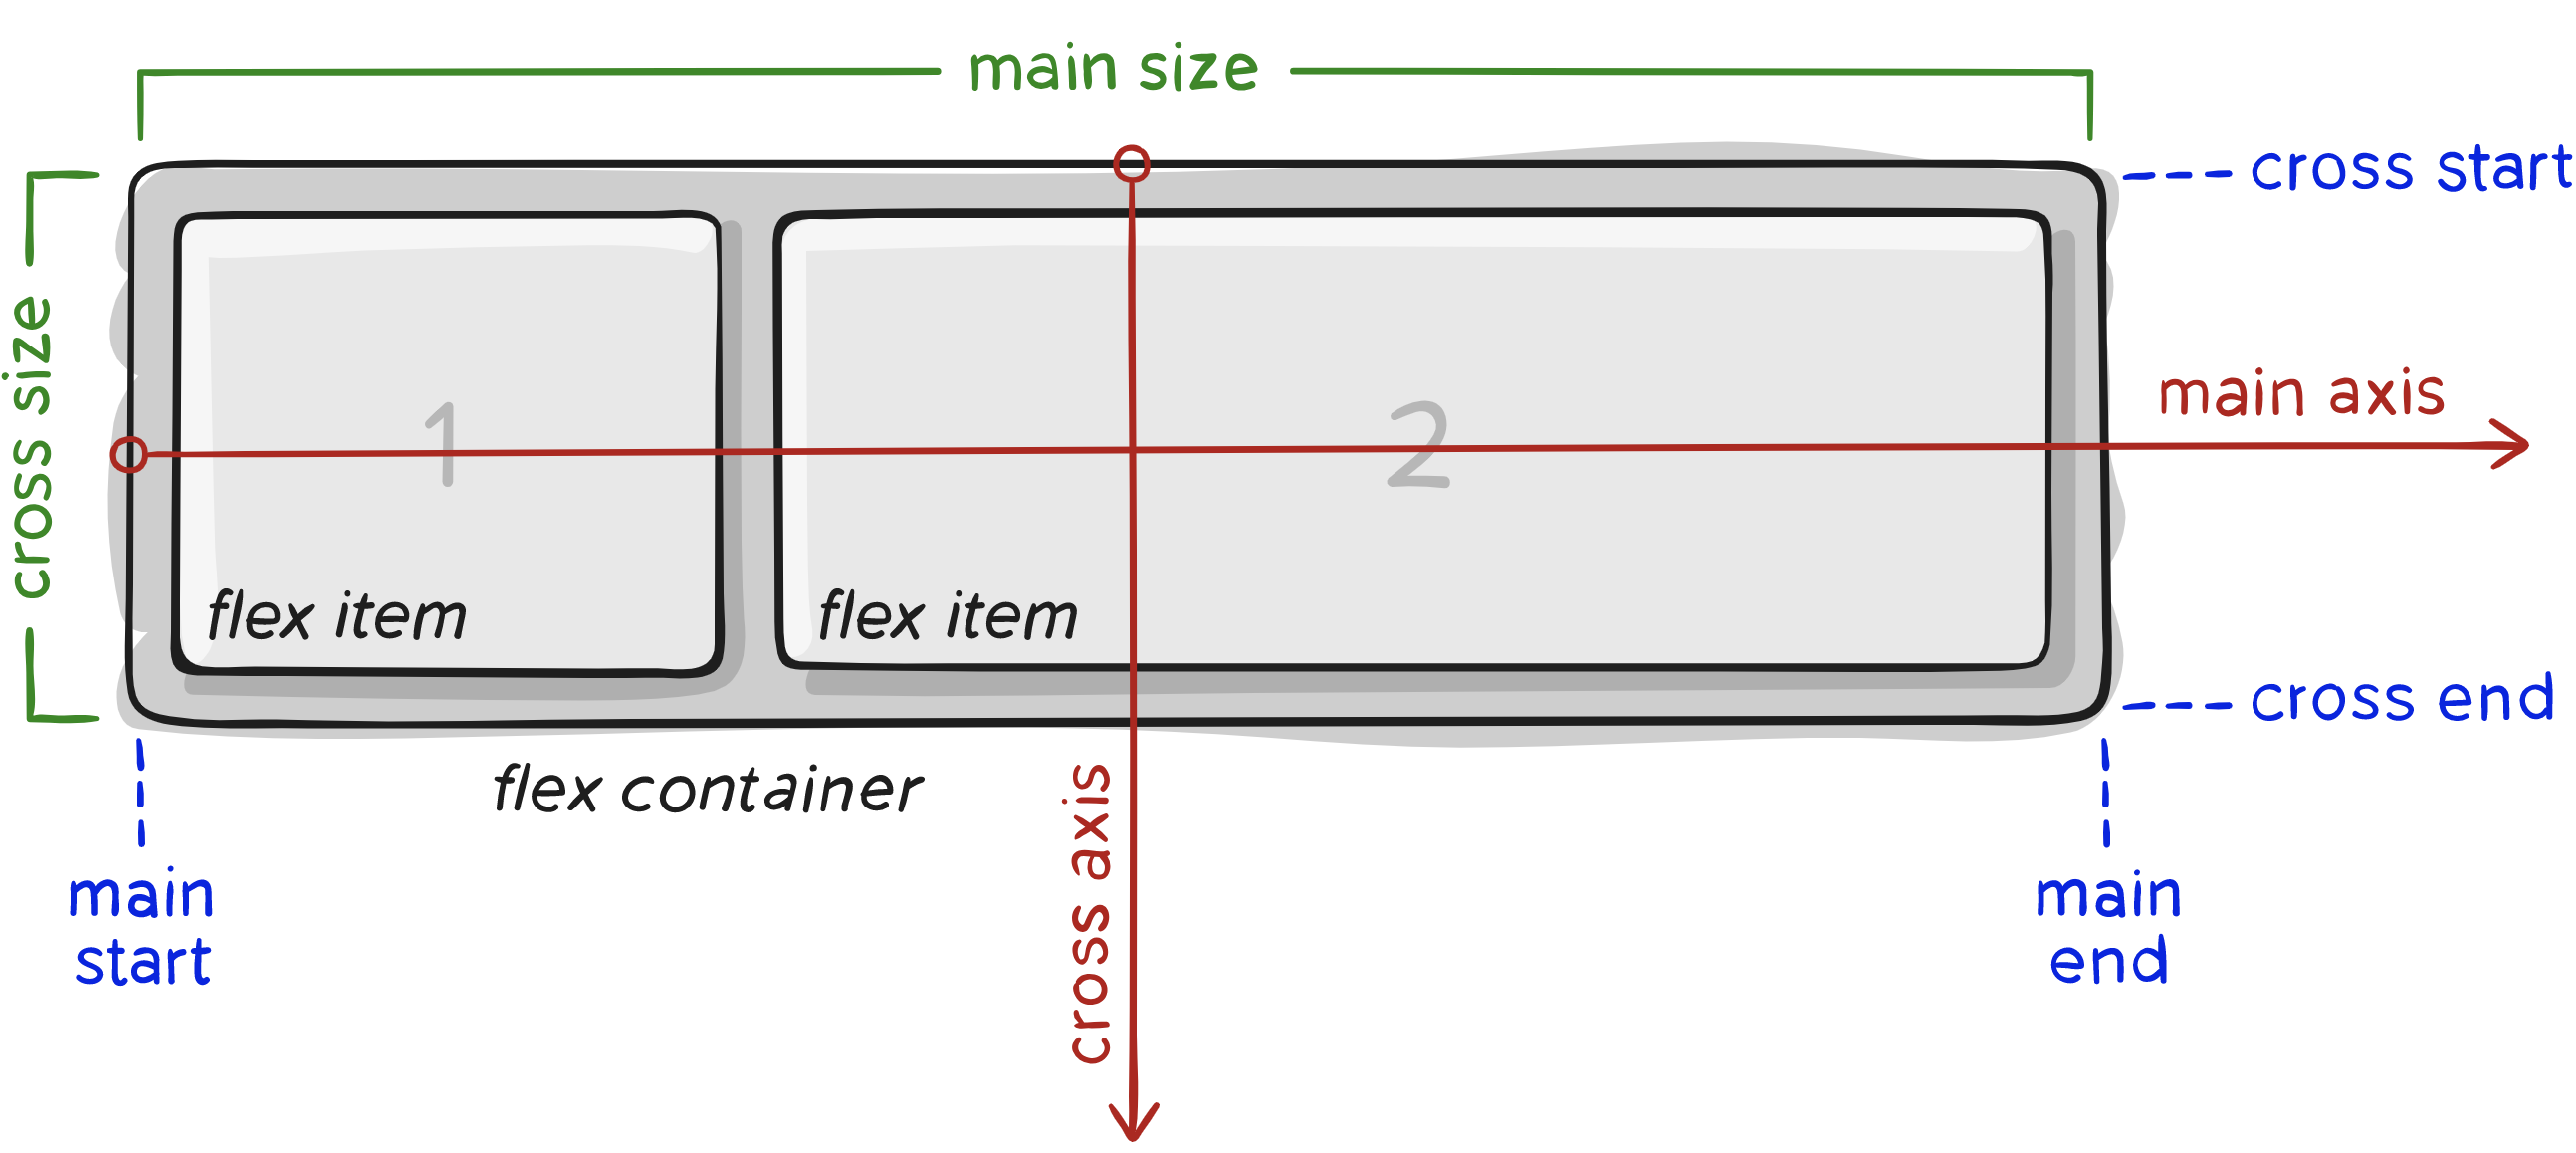 main size
cross start
cross size
1
2
main axis
flex item
flex item
cross end
flex container
cross axis
main
start
main
end